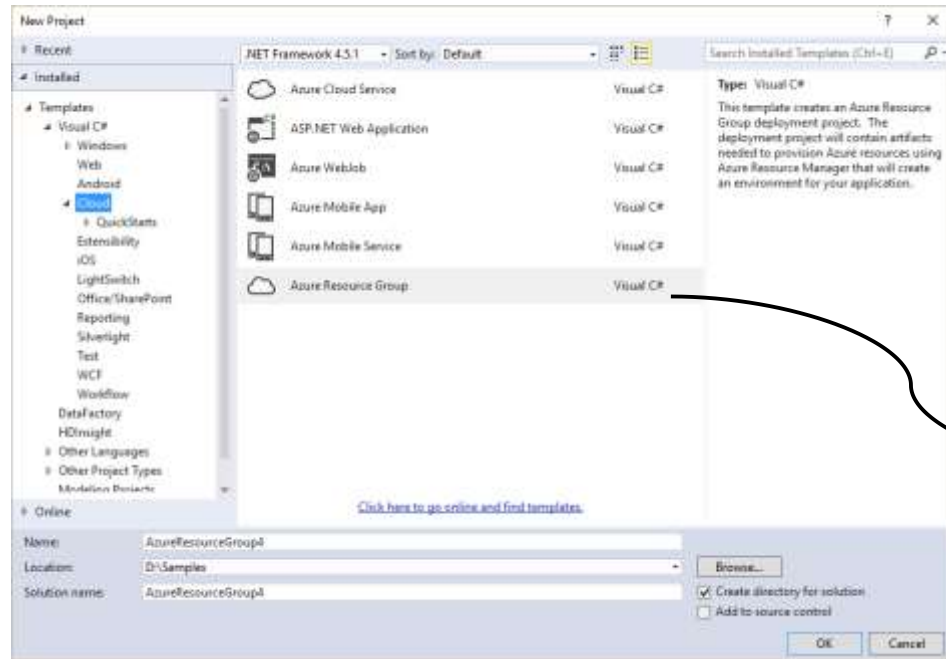 New Project
? ×
Recent
.NET Framework 4.5.1
Sort by: Default
Search Installed Templates (Ctrl+E)
Installed
Templates
Visual C#
Windows
Web
Android
Cloud
QuickStarts
Extensibility
iOS
LightSwitch
Office/SharePoint
Reporting
Silverlight
Test
WCF
Workflow
DataFactory
HDInsight
Other Languages
Other Project Types
Modeling Projects
Online
Azure Cloud Service Visual C#
ASP.NET Web Application Visual C#
Azure WebJob Visual C#
Azure Mobile App Visual C#
Azure Mobile Service Visual C#
Azure Resource Group Visual C#
Click here to go online and find templates.
Type: Visual C#
This template creates an Azure Resource
Group deployment project. The
deployment project will contain artifacts
needed to provision Azure resources using
Azure Resource Manager that will create
an environment for your application.
Name: AzureResourceGroup4
Location: D:\Samples
Browse...
Solution name: AzureResourceGroup4
Create directory for solution
Add to source control
OK Cancel